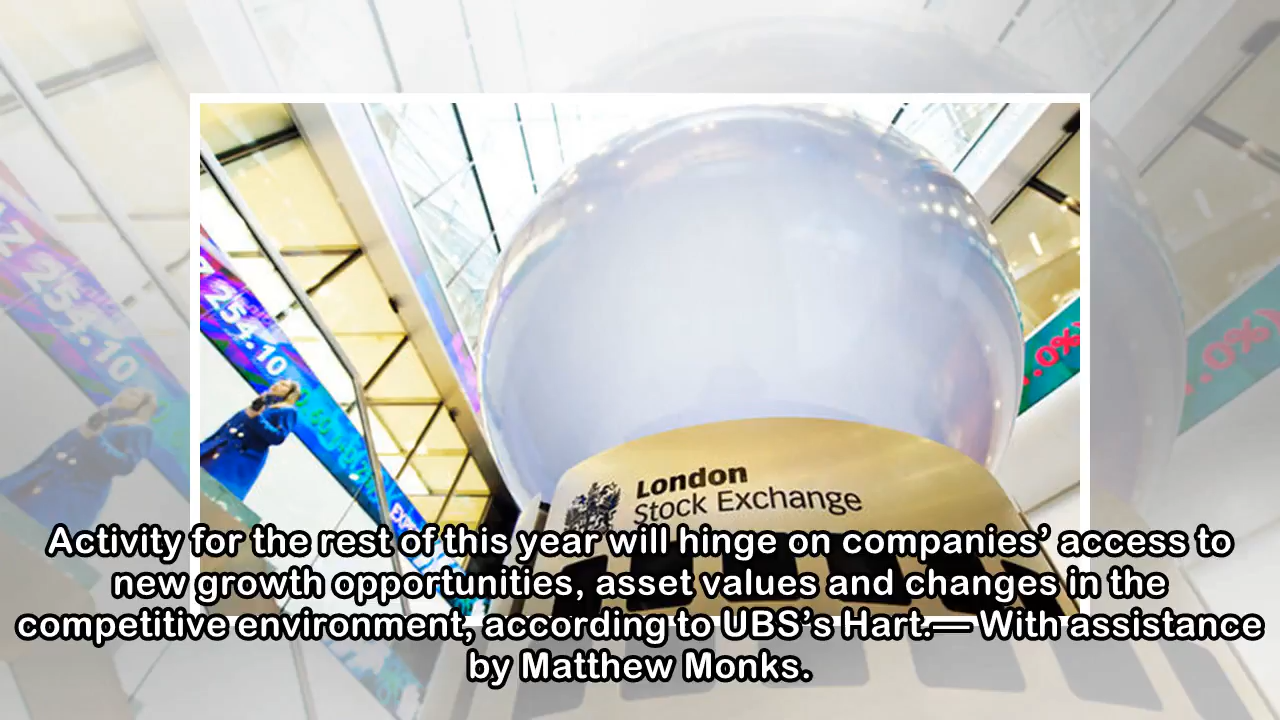 254.10
.0%)
London
Stock Exchange
Activity for the rest of this year will hinge on companies’ access to
new growth opportunities, asset values and changes in the
competitive environment, according to UBS’s Hart.— With assistance
by Matthew Monks.